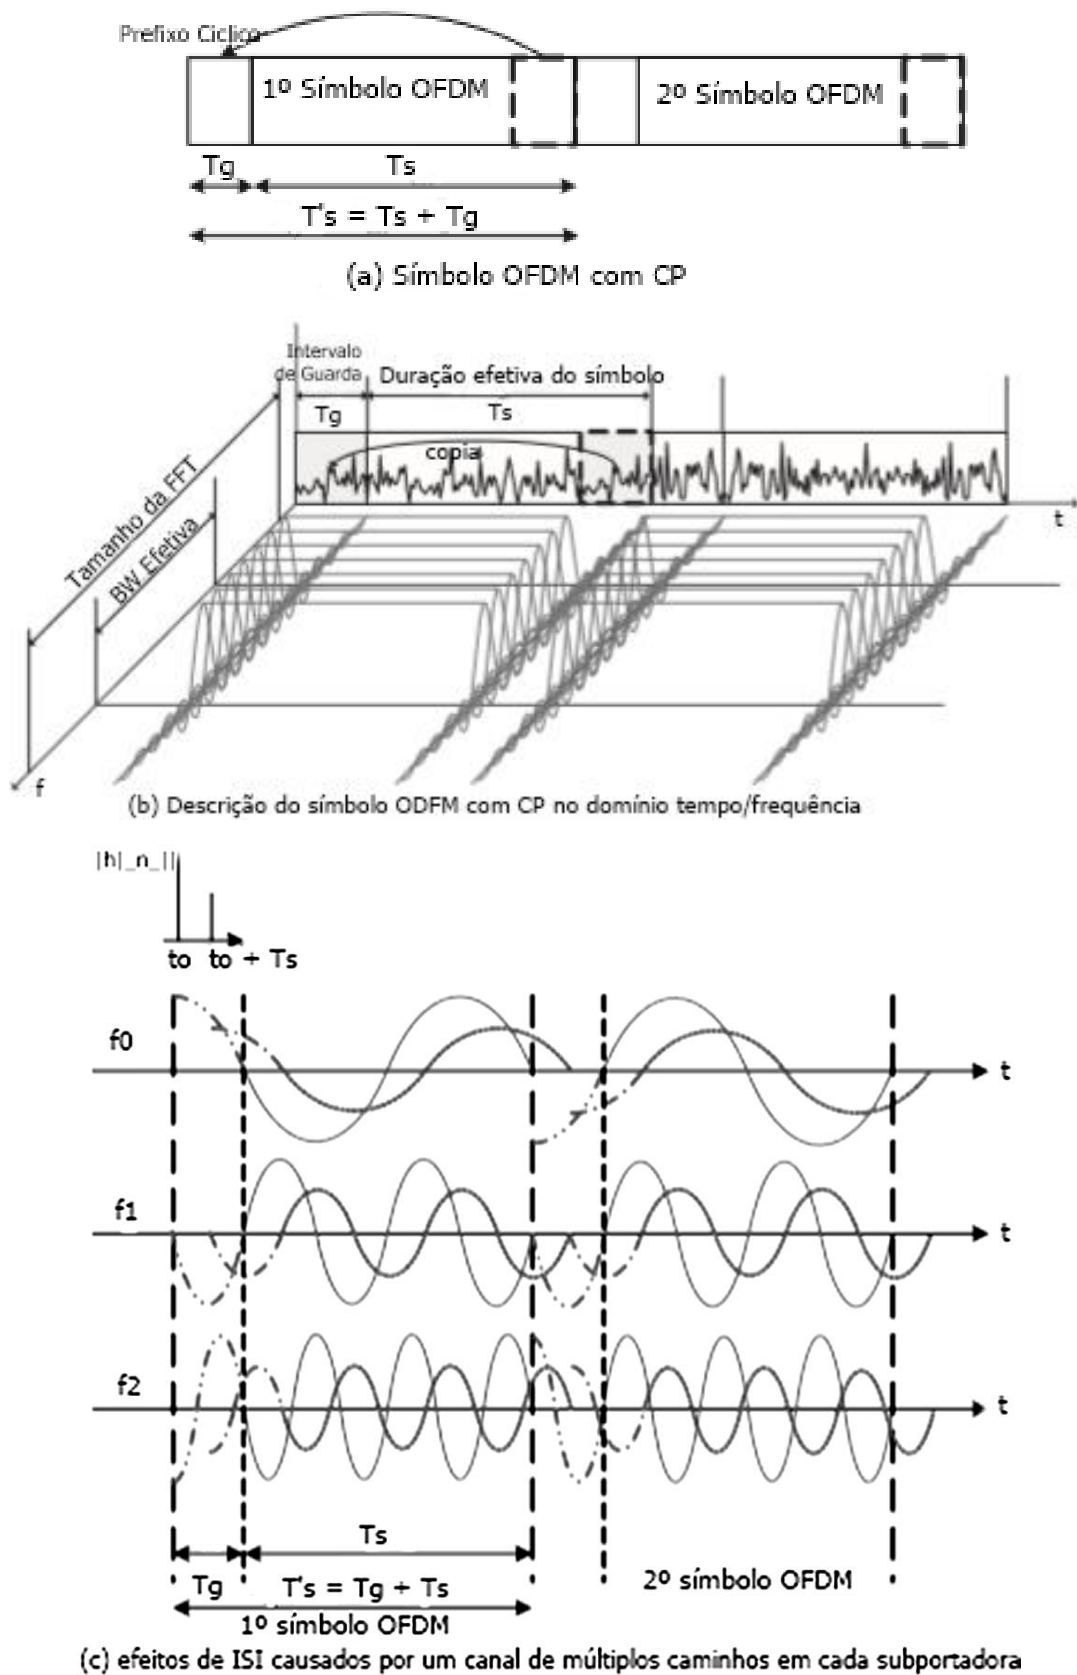 Prefixo Ciclico
1º Símbolo OFDM
2º Símbolo OFDM
Tg
Ts
T's = Ts + Tg
(a) Símbolo OFDM com CP
Intervalo
de Guarda
Duração efetiva do símbolo
Tg
Ts
copia
t
Tamanho da FFT
BW Efetiva
f
(b) Descrição do símbolo ODFM com CP no domínio tempo/frequência
|h|_n_||
to to + Ts
f0
t
f1
t
f2
t
Ts
Tg
T's = Tg + Ts
2º símbolo OFDM
1º símbolo OFDM
(c) efeitos de ISI causados por um canal de múltiplos caminhos em cada subportadora